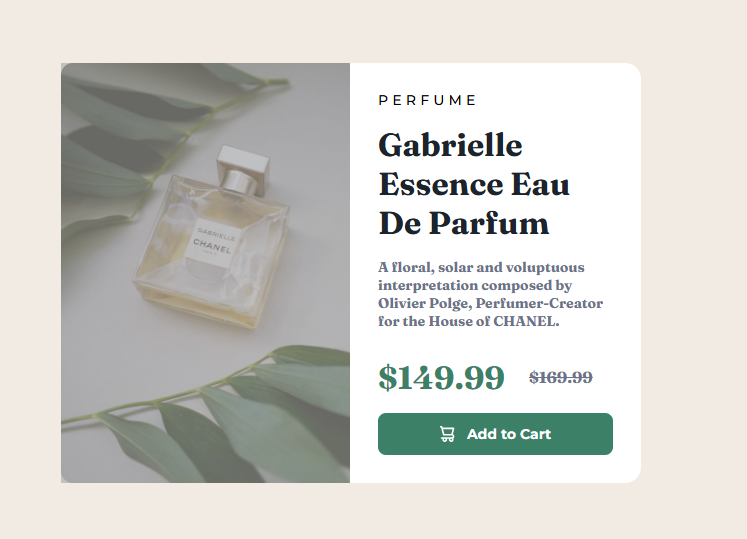 PERFUME
Gabrielle
Essence Eau
De Parfum
A floral, solar and voluptuous
interpretation composed by
Olivier Polge, Perfumer-Creator
for the House of CHANEL.
$149.99 $169.99
Add to Cart
GABRIELLE
CHANEL
PARIS